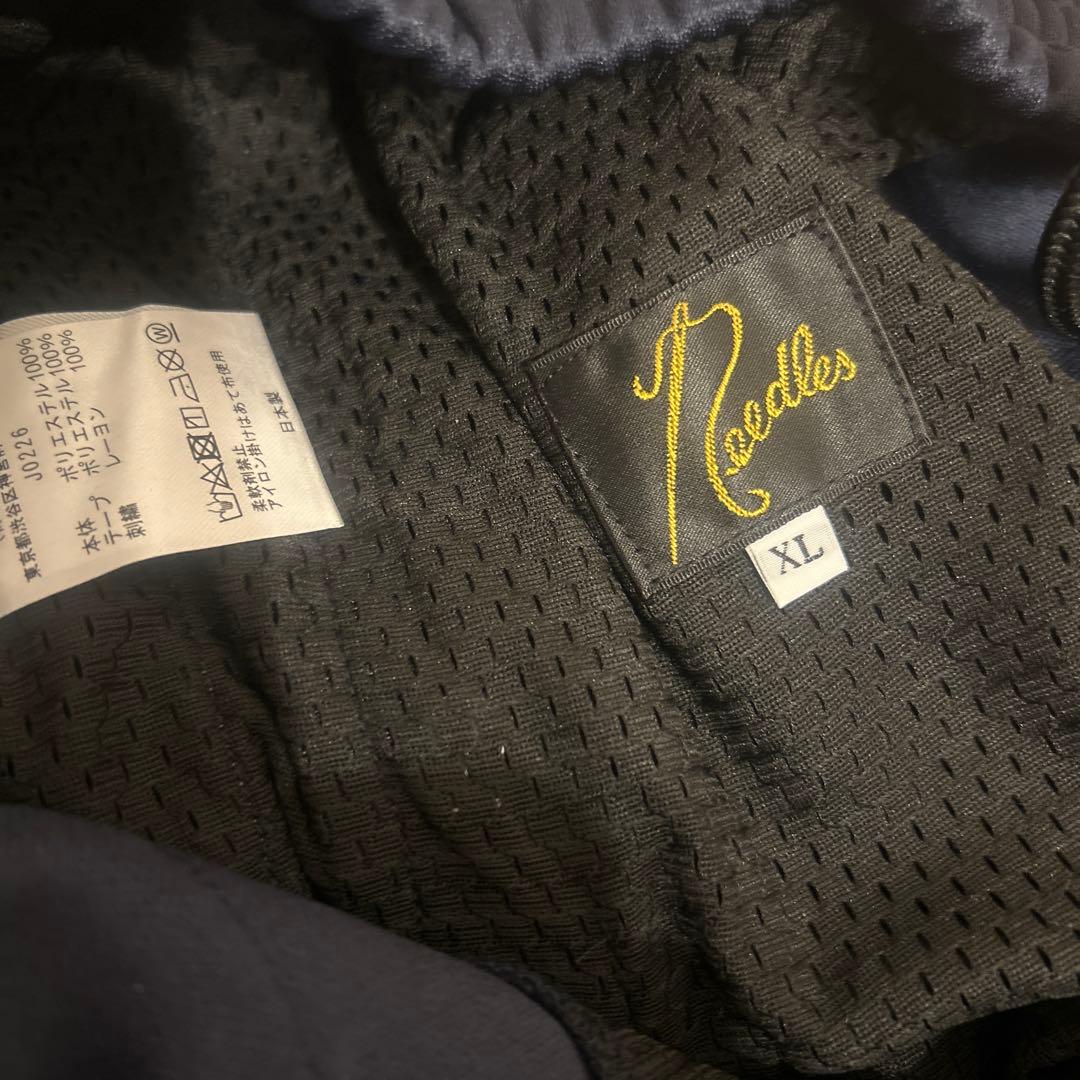 東京都渋谷区神宮前
J0226
本体 ポリエステル100%
テープ ポリエステル100%
刺繍 レーヨン 100%
W
柔軟剤禁止
アイロン掛けはあて布使用
日本製
Needles
XL